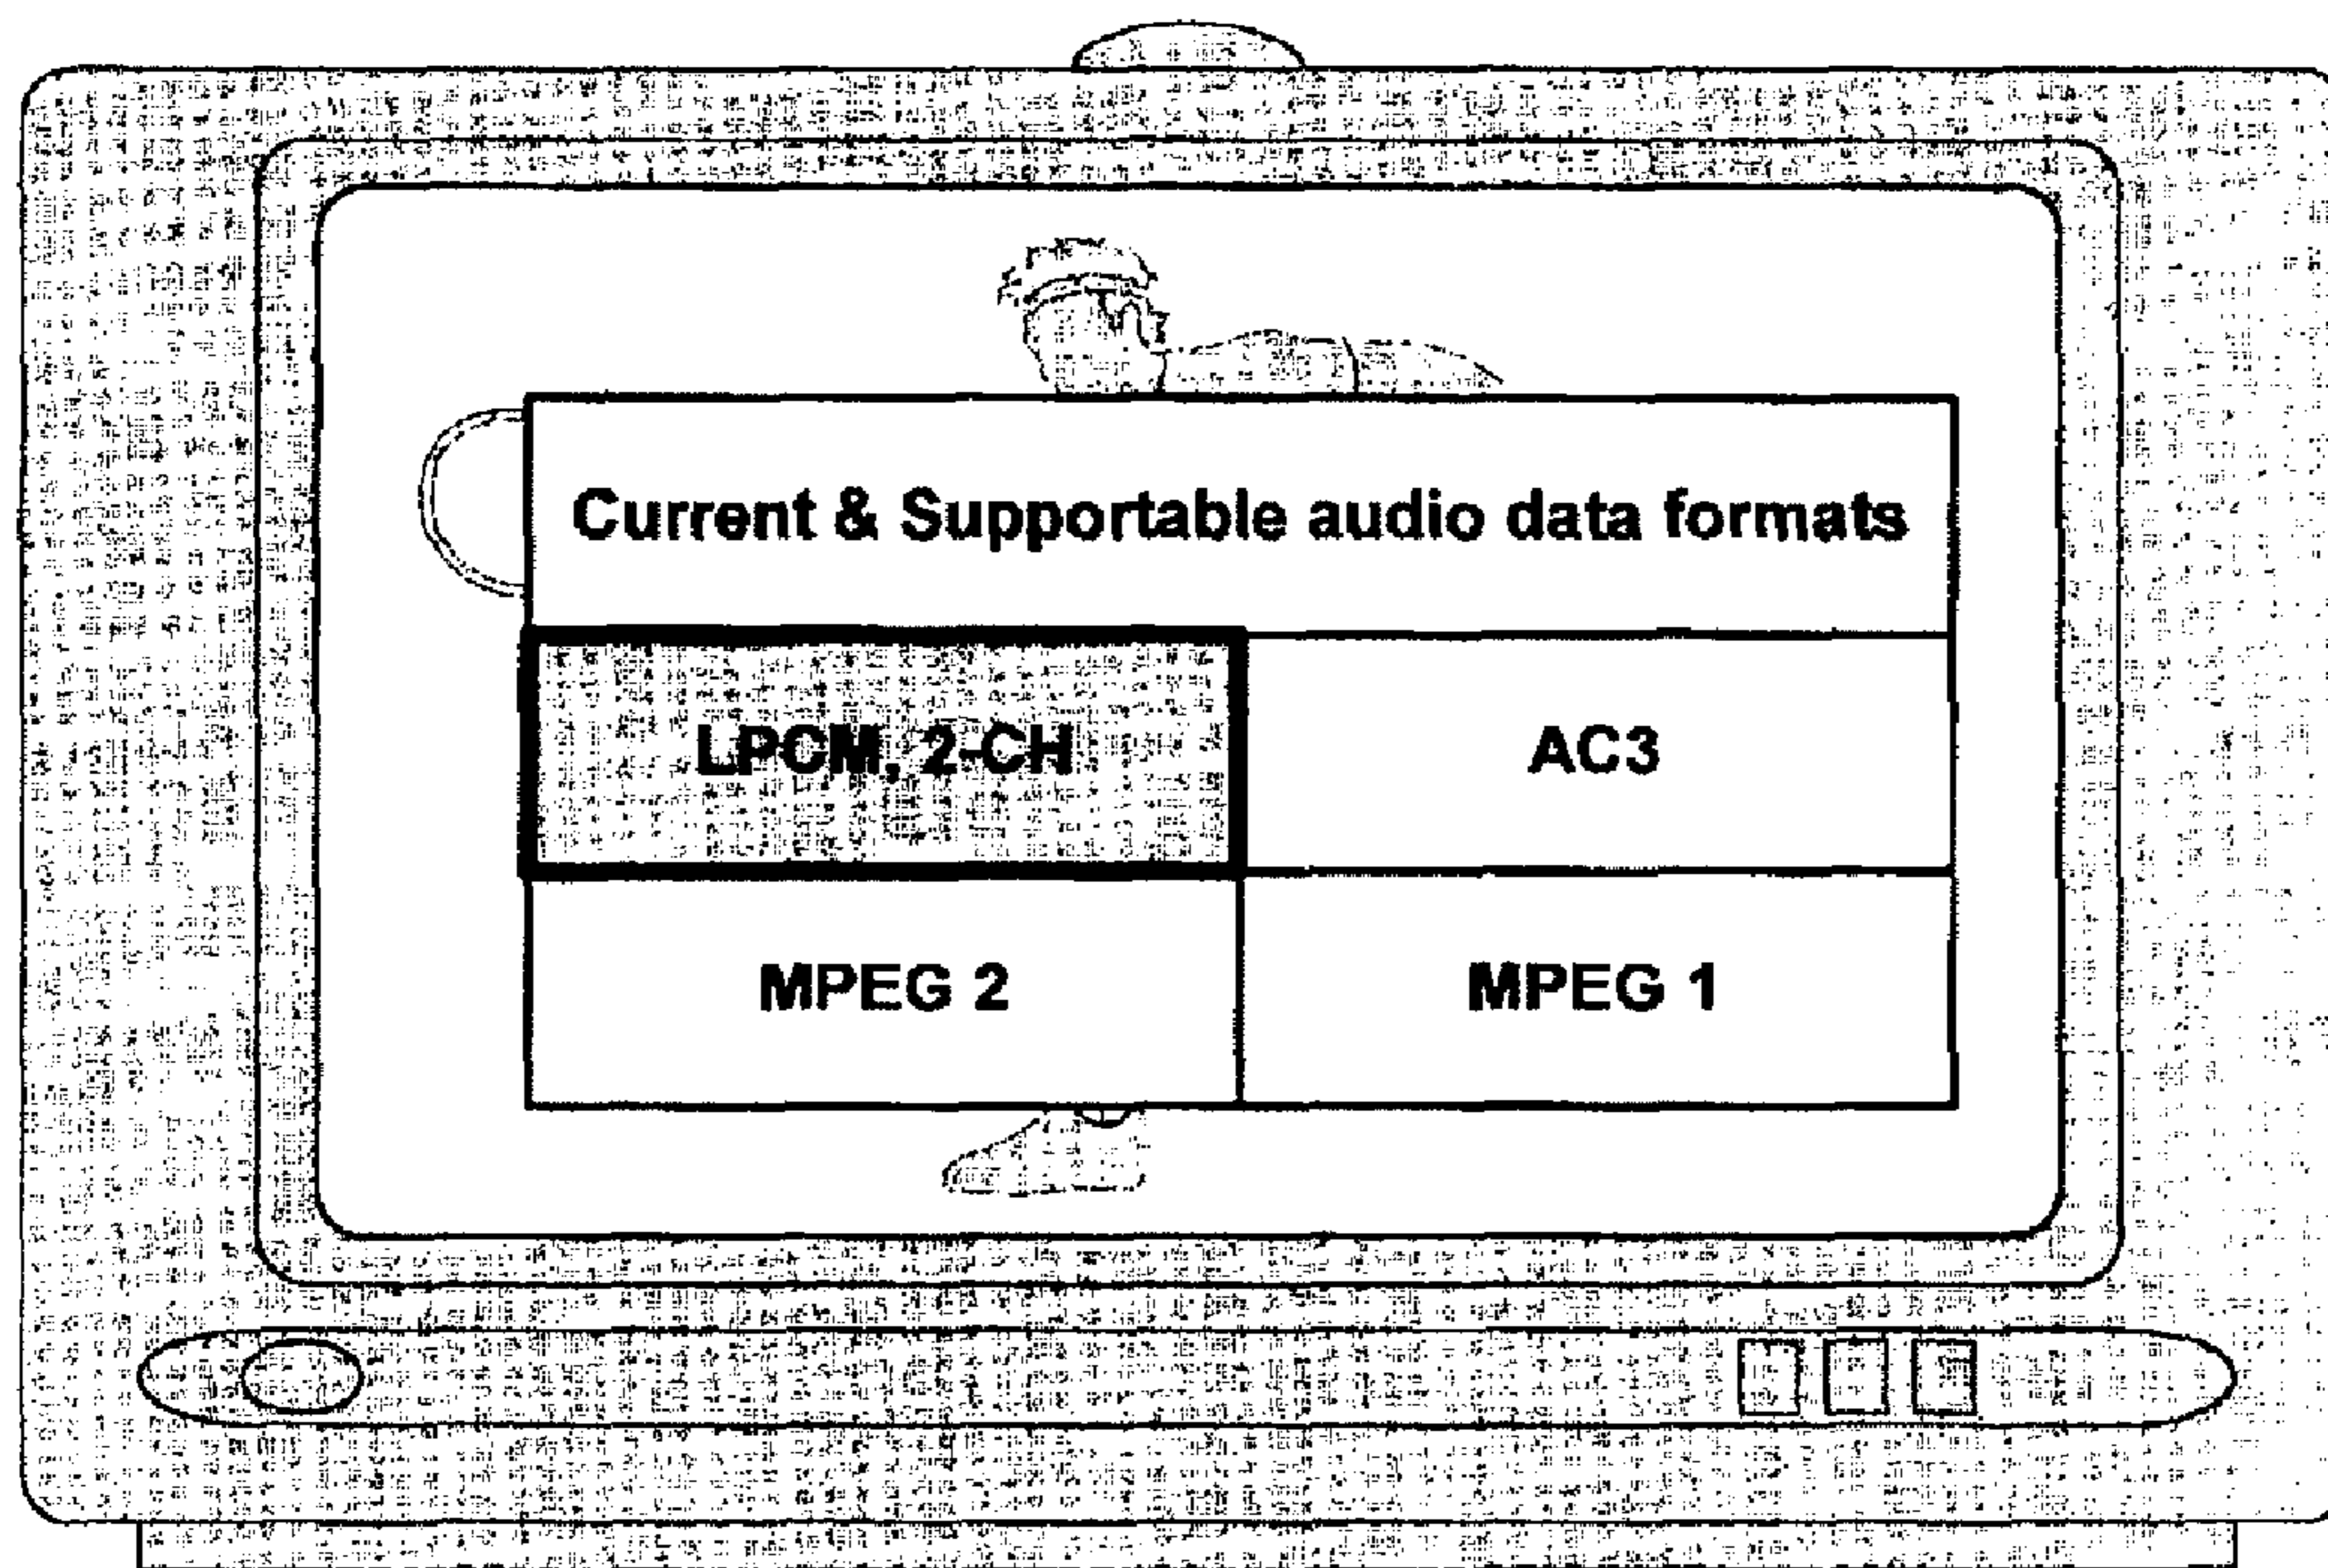 Current & Supportable audio data formats
LPCM, 2-CH
AC3
MPEG 2
MPEG 1